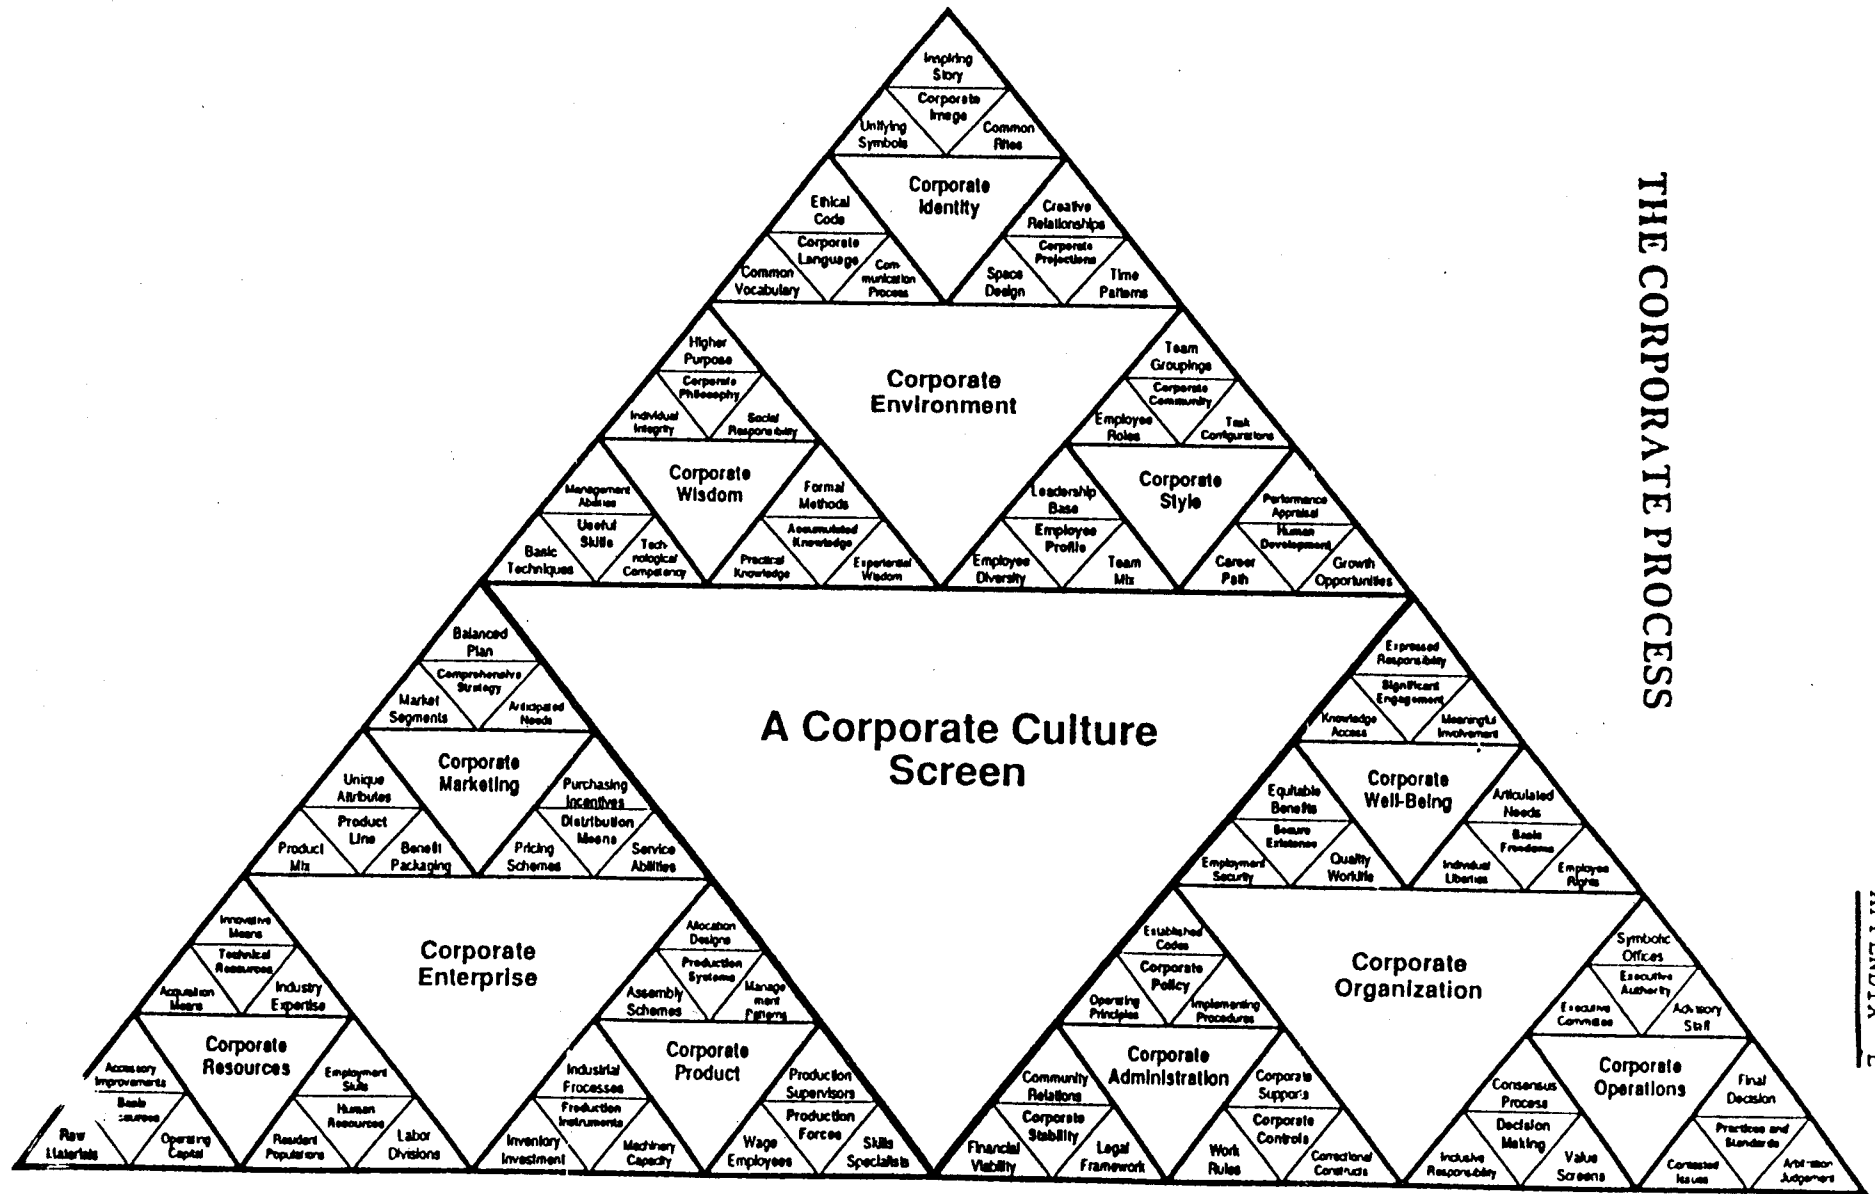 Inspiring
Story
Corporate
Image
Unifying
Symbols
Common
Rites
Corporate
Identity
Ethical
Code
Corporate
Language
Common
Vocabulary
Com-
munication
Process
Creative
Relationships
Corporate
Projections
Space
Design
Time
Patterns
Corporate
Environment
Higher
Purpose
Corporate
Philosophy
Individual
Integrity
Social
Responsibility
Corporate
Wisdom
Management
Abilities
Useful
Skills
Basic
Techniques
Tech-
nological
Competency
Formal
Methods
Accumulated
Knowledge
Practical
Knowledge
Experiential
Wisdom
Team
Groupings
Corporate
Community
Employee
Roles
Task
Configurations
Corporate
Style
Leadership
Base
Employee
Profile
Employee
Diversity
Team
Mix
Performance
Appraisal
Human
Development
Career
Path
Growth
Opportunities
A Corporate Culture
Screen
Balanced
Plan
Comprehensive
Strategy
Market
Segments
Anticipated
Needs
Corporate
Marketing
Unique
Attributes
Product
Line
Product
Mix
Benefit
Packaging
Purchasing
Incentives
Distribution
Means
Pricing
Schemes
Service
Abilities
Corporate
Enterprise
Innovative
Means
Technical
Resources
Acquisition
Means
Industry
Expertise
Corporate
Resources
Accessory
Improvements
Basic
Raw
Materials
Operating
Capital
Employment
Skills
Human
Resources
Resident
Populations
Labor
Divisions
Allocation
Designs
Production
Systems
Assembly
Schemes
Manage
ment
Patterns
Corporate
Product
Industrial
Processes
Production
Instruments
Inventory
Investment
Machinery
Capacity
Production
Supervisors
Production
Forces
Wage
Employees
Skills
Specialists
Expressed
Responsibility
Significant
Engagement
Knowledge
Access
Meaningful
Involvement
Corporate
Well-Being
Equitable
Benefits
Secure
Existence
Employment
Security
Quality
Worklife
Articulated
Needs
Basic
Freedoms
Individual
Liberties
Employee
Rights
Corporate
Organization
Established
Codes
Corporate
Policy
Operating
Principles
Implementing
Procedures
Corporate
Administration
Community
Relations
Corporate
Stability
Financial
Viability
Legal
Framework
Corporate
Supports
Corporate
Controls
Work
Rules
Correctional
Constructs
Symbolic
Offices
Executive
Authority
Executive
Committee
Advisory
Staff
Corporate
Operations
Consensus
Process
Decision
Making
Inclusive
Responsibility
Value
Screens
Final
Decision
Practices and
Standards
Contested
Issues
Arbitration
Judgement
THE CORPORATE PROCESS